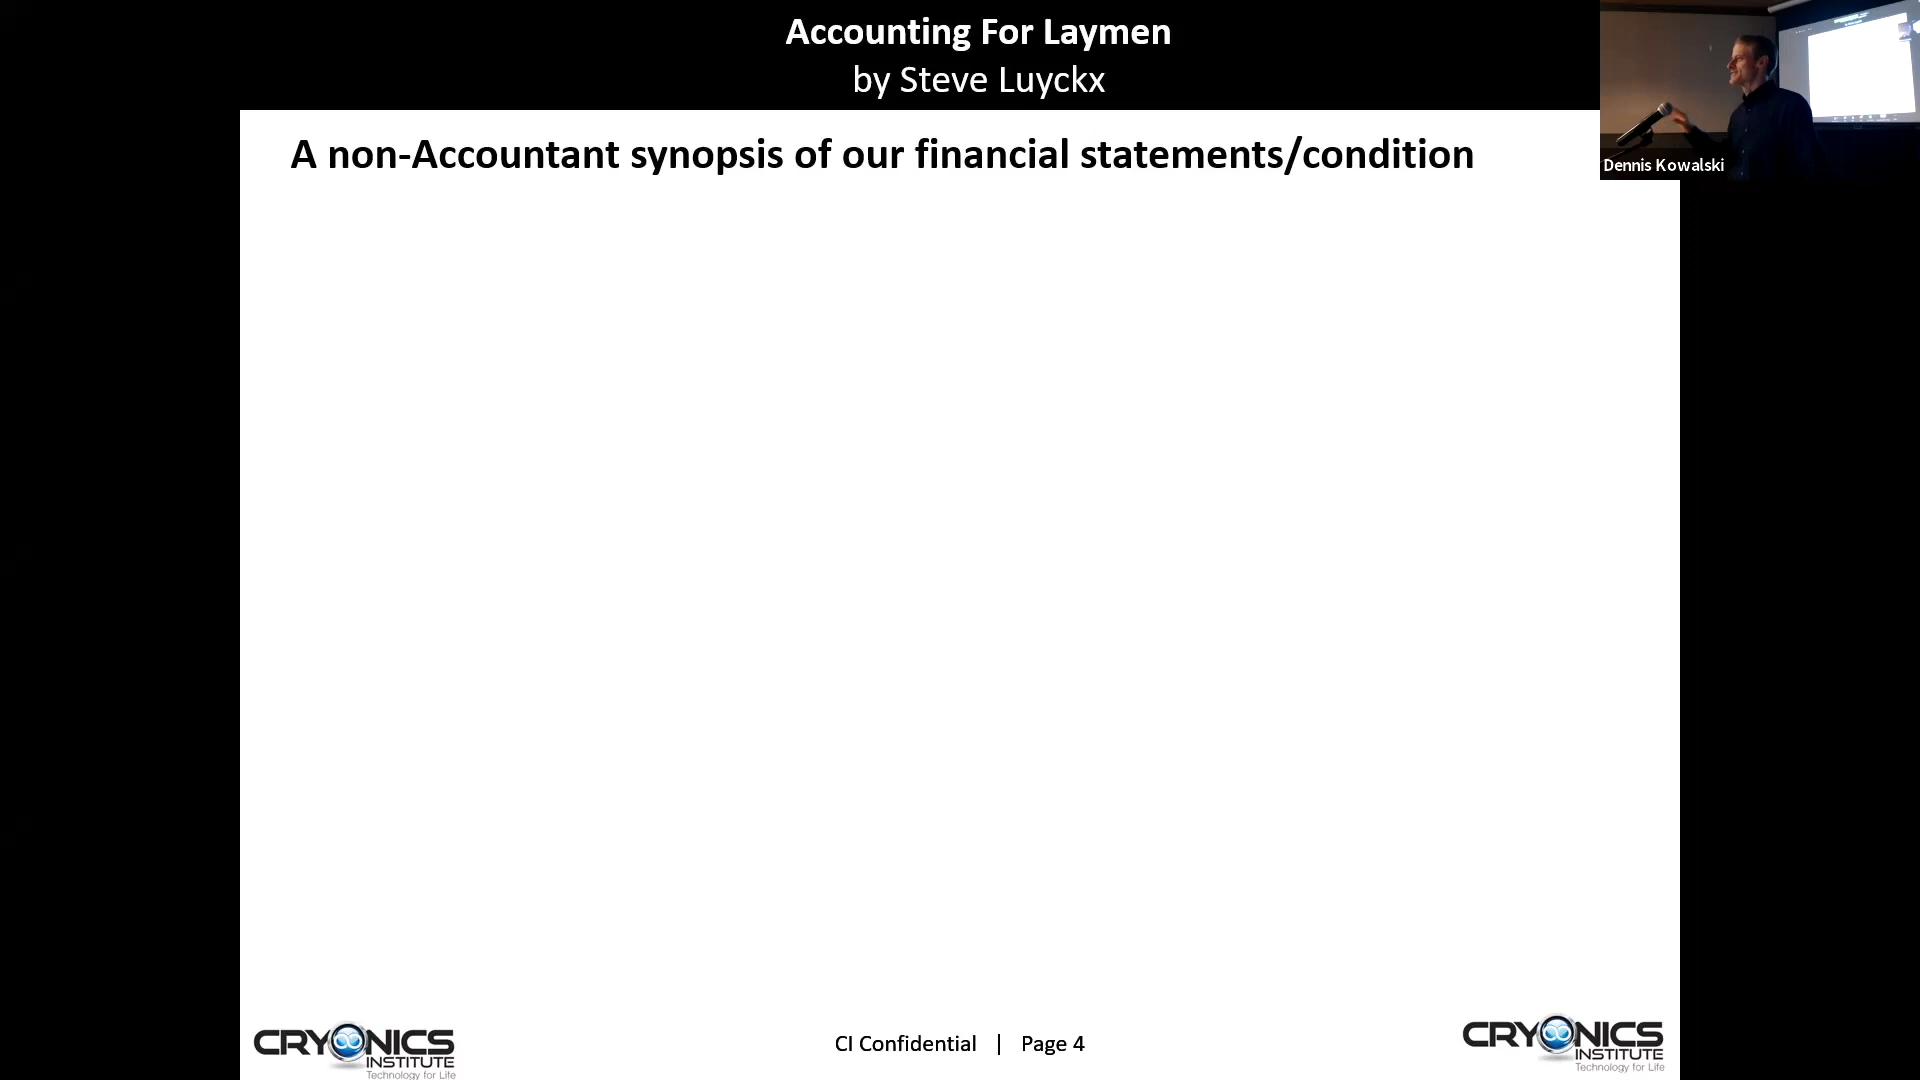 Accounting For Laymen
by Steve Luyckx
Dennis Kowalski
A non-Accountant synopsis of our financial statements/condition
CRYONICS
INSTITUTE
Technology for Life
CI Confidential | Page 4
CRYONICS
INSTITUTE
Technology for Life